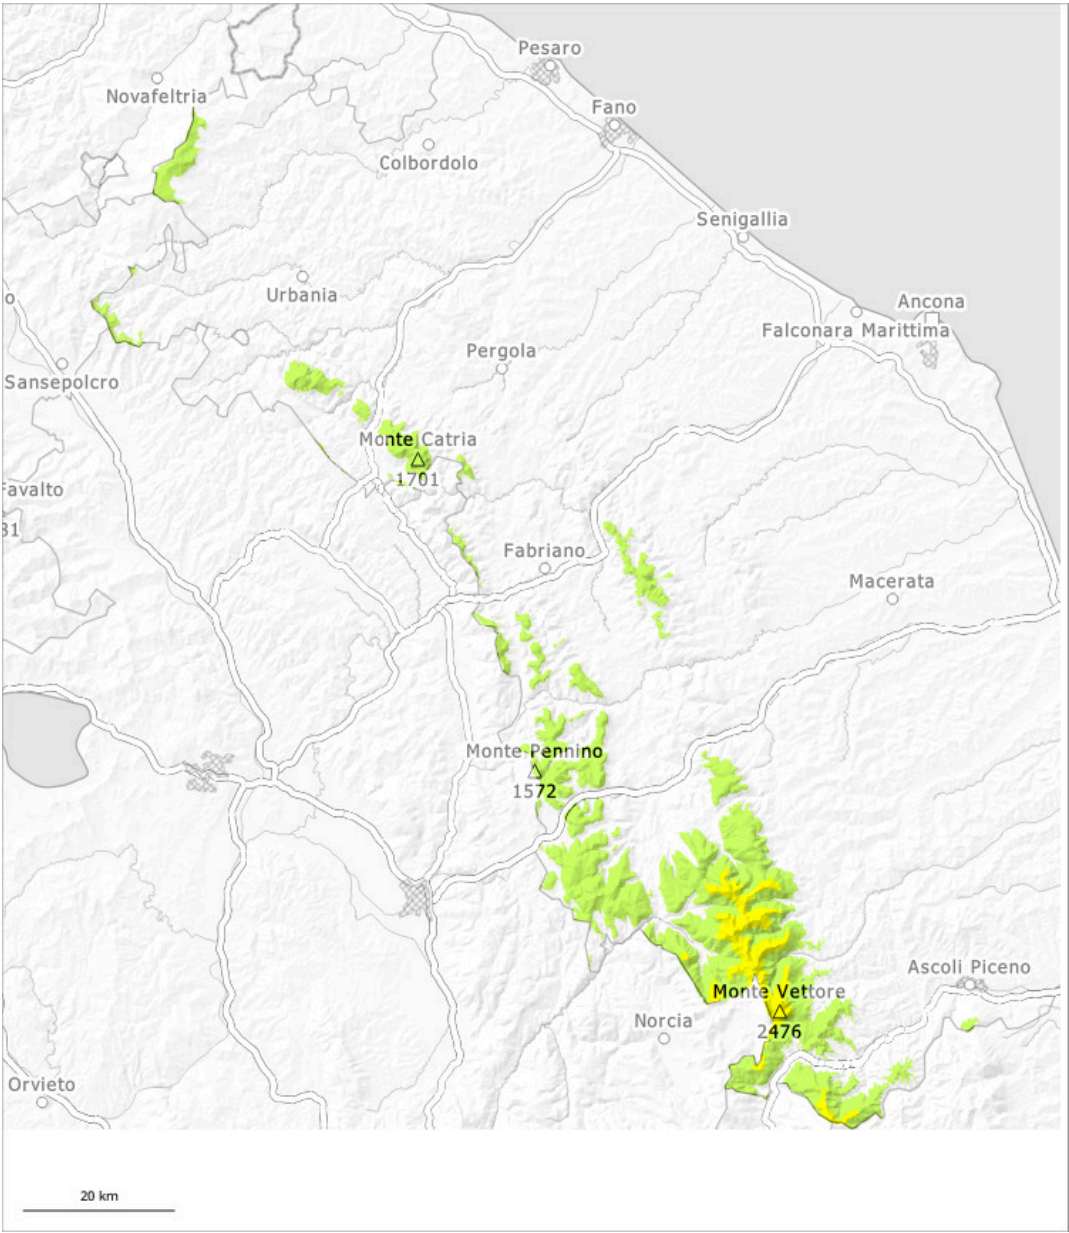 Pesaro
Novafeltria
Fano
Colbordolo
Senigallia
Urbania
o
Ancona
Falconara Marittima
Pergola
Sansepolcro
Monte Catria
1701
Favalto
31
Fabriano
Macerata
Monte Pennino
1572
Ascoli Piceno
Monte Vettore
Norcia
2476
Orvieto
20 km